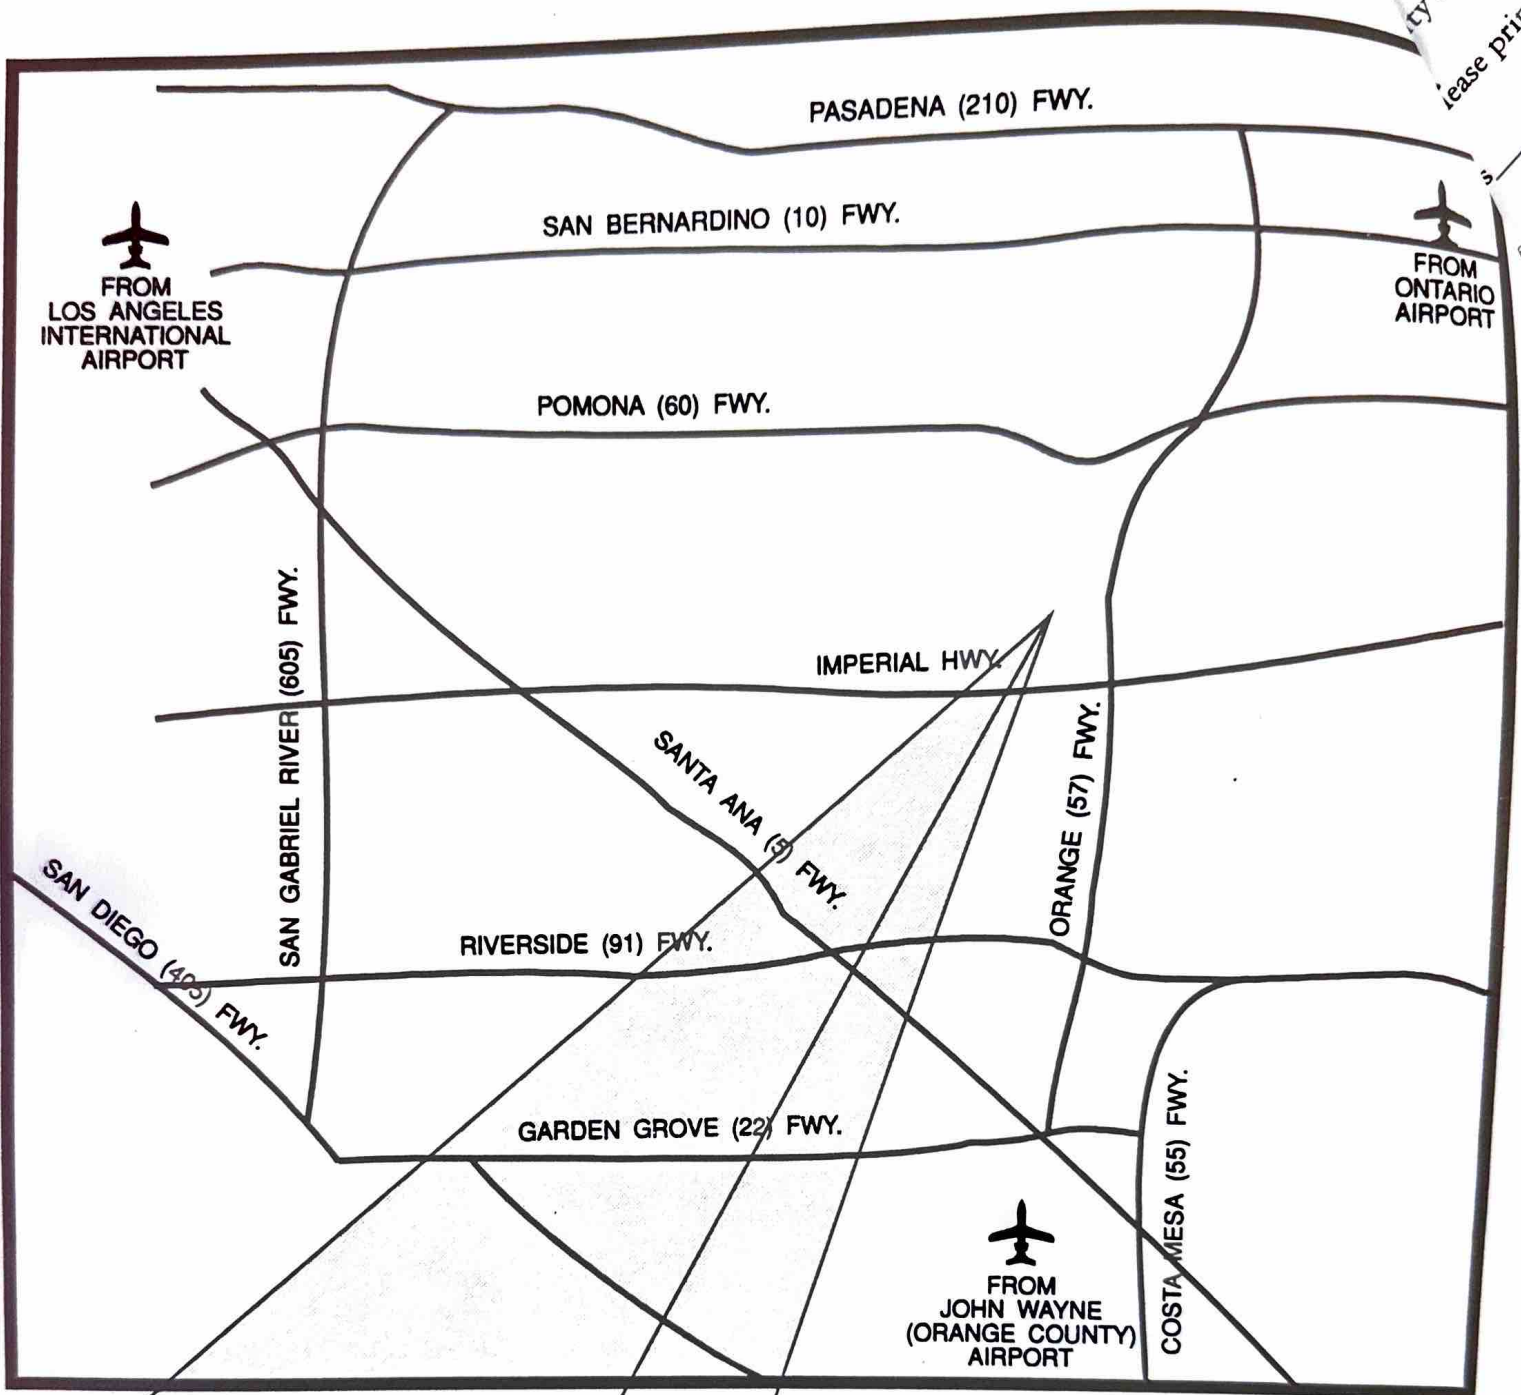 lease pri
PASADENA (210) FWY.
SAN BERNARDINO (10) FWY.
FROM
LOS ANGELES
INTERNATIONAL
AIRPORT
FROM
ONTARIO
AIRPORT
POMONA (60) FWY.
SAN GABRIEL RIVER (605) FWY.
IMPERIAL HWY.
SANTA ANA (5) FWY.
ORANGE (57) FWY.
SAN DIEGO (405) FWY.
RIVERSIDE (91) FWY.
GARDEN GROVE (22) FWY.
COSTA MESA (55) FWY.
FROM
JOHN WAYNE
(ORANGE COUNTY)
AIRPORT